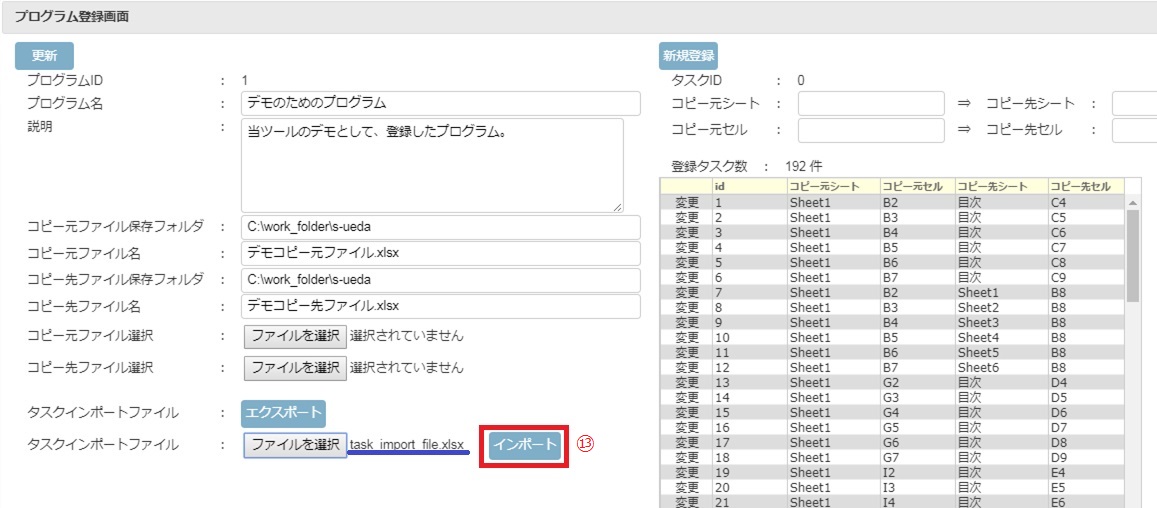 プログラム登録画面
更新
プログラムID : 1
プログラム名 : デモのためのプログラム
説明 : 当ツールのデモとして、登録したプログラム。
コピー元ファイル保存フォルダ : C:\work_folder\s-ueda
コピー元ファイル名 : デモコピー元ファイル.xlsx
コピー先ファイル保存フォルダ : C:\work_folder\s-ueda
コピー先ファイル名 : デモコピー先ファイル.xlsx
コピー元ファイル選択 : ファイルを選択 選択されていません
コピー先ファイル選択 : ファイルを選択 選択されていません
タスクインポートファイル : エクスポート
タスクインポートファイル : ファイルを選択 task_import_file.xlsx インポート ⑬
新規登録
タスクID : 0
コピー元シート : ⇒ コピー先シート :
コピー元セル : ⇒ コピー先セル :
登録タスク数 : 192 件
id コピー元シート コピー元セル コピー先シート コピー先セル
変更 1 Sheet1 B2 目次 C4
変更 2 Sheet1 B3 目次 C5
変更 3 Sheet1 B4 目次 C6
変更 4 Sheet1 B5 目次 C7
変更 5 Sheet1 B6 目次 C8
変更 6 Sheet1 B7 目次 C9
変更 7 Sheet1 B2 Sheet1 B8
変更 8 Sheet1 B3 Sheet2 B8
変更 9 Sheet1 B4 Sheet3 B8
変更 10 Sheet1 B5 Sheet4 B8
変更 11 Sheet1 B6 Sheet5 B8
変更 12 Sheet1 B7 Sheet6 B8
変更 13 Sheet1 G2 目次 D4
変更 14 Sheet1 G3 目次 D5
変更 15 Sheet1 G4 目次 D6
変更 16 Sheet1 G5 目次 D7
変更 17 Sheet1 G6 目次 D8
変更 18 Sheet1 G7 目次 D9
変更 19 Sheet1 I2 目次 E4
変更 20 Sheet1 I3 目次 E5
変更 21 Sheet1 I4 目次 E6